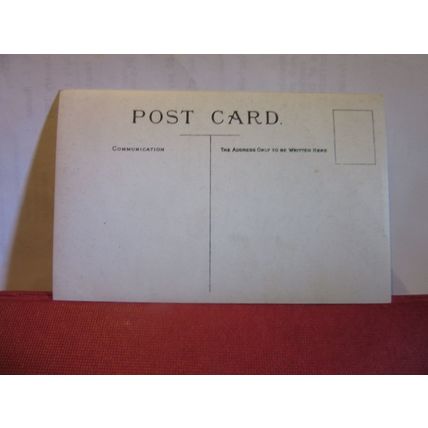 POST CARD.
COMMUNICATION
THE ADDRESS ONLY TO BE WRITTEN HERE